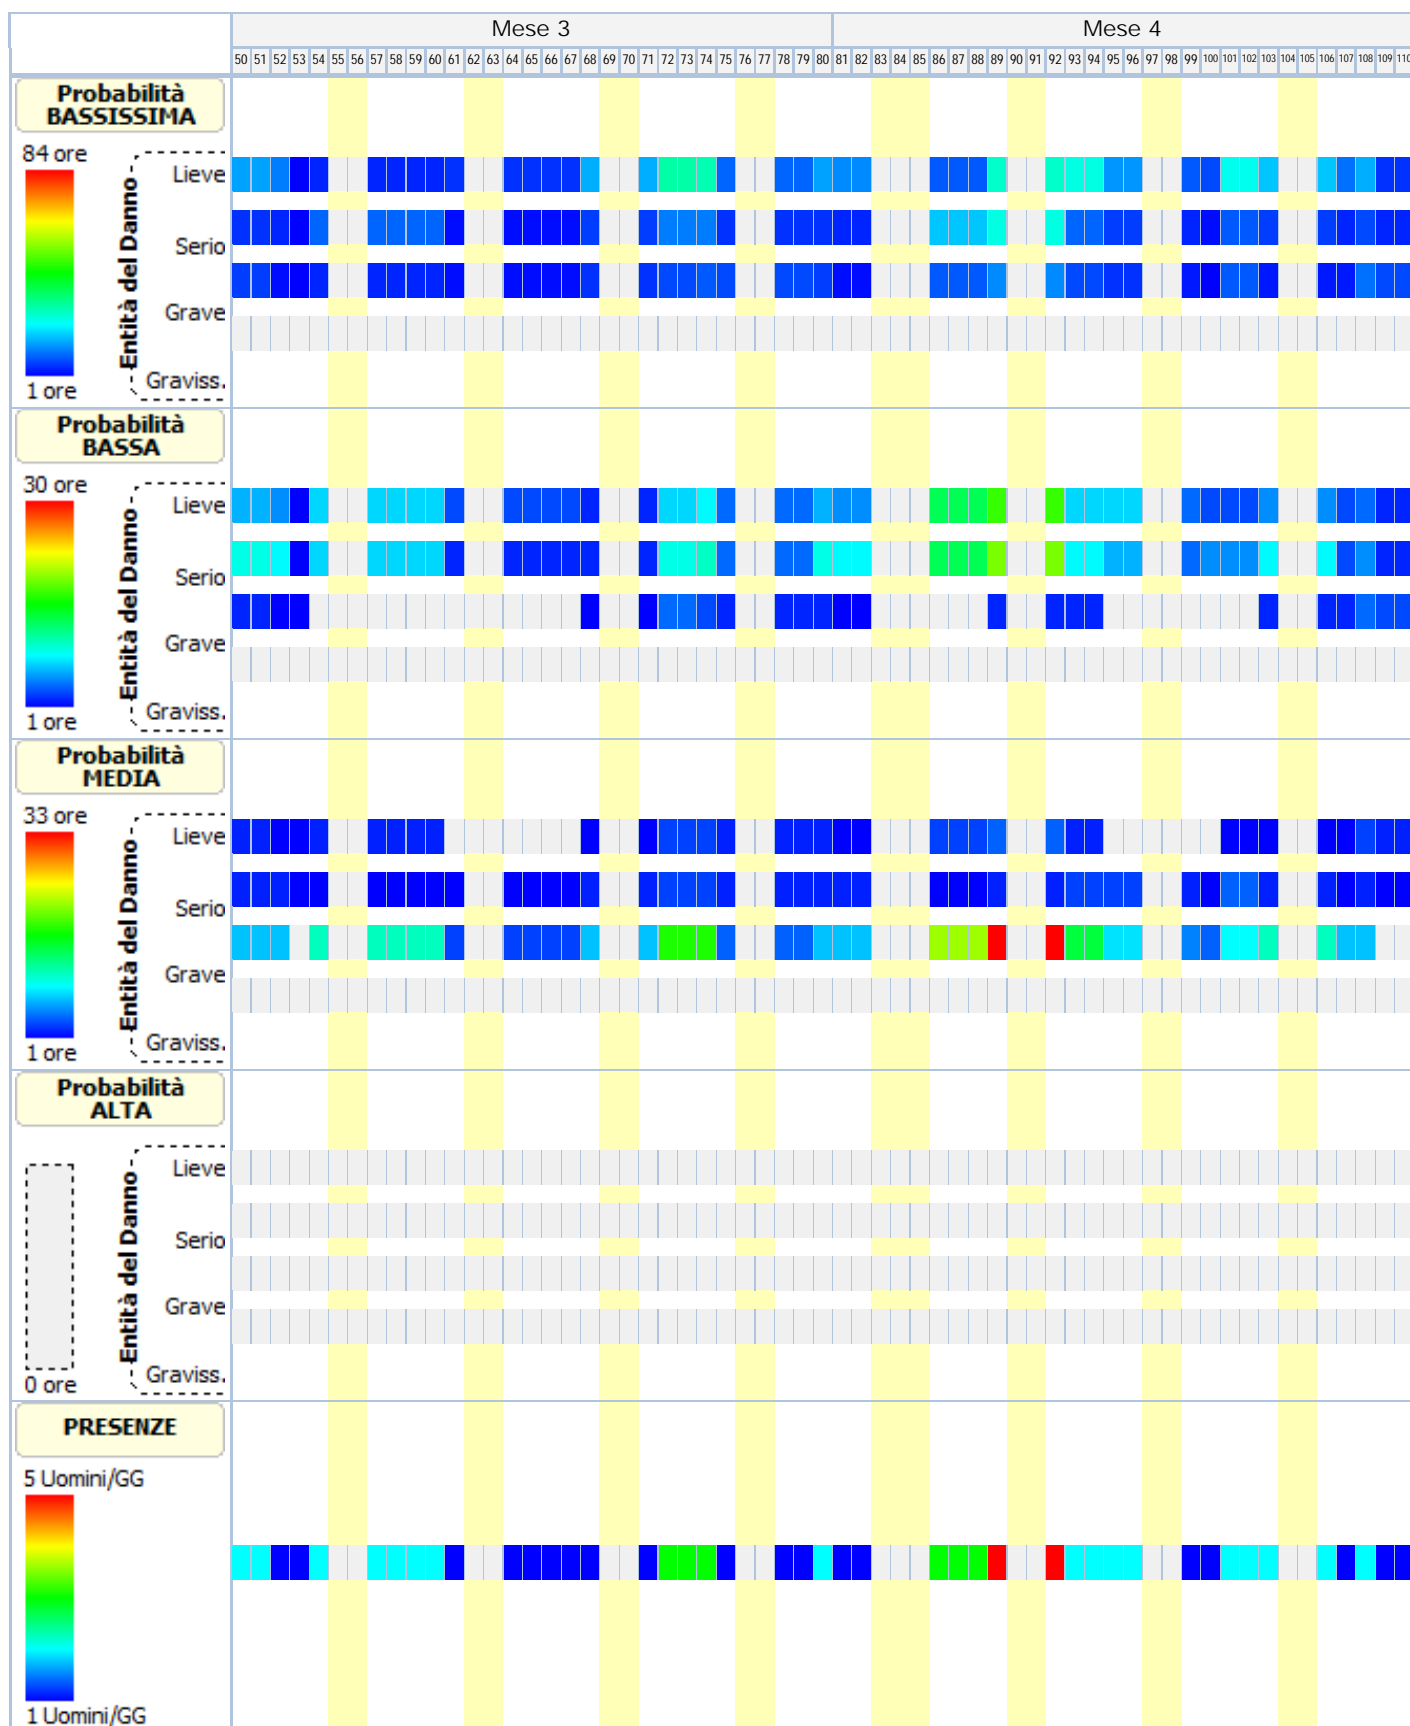 Mese 3 Mese 4
50 51 52 53 54 55 56 57 58 59 60 61 62 63 64 65 66 67 68 69 70 71 72 73 74 75 76 77 78 79 80 81 82 83 84 85 86 87 88 89 90 91 92 93 94 95 96 97 98 99 100 101 102 103 104 105 106 107 108 109 110
Probabilità
BASSISSIMA
84 ore
Entità del Danno
Lieve
Serio
Grave
Graviss.
1 ore
Probabilità
BASSA
30 ore
Entità del Danno
Lieve
Serio
Grave
Graviss.
1 ore
Probabilità
MEDIA
33 ore
Entità del Danno
Lieve
Serio
Grave
Graviss.
1 ore
Probabilità
ALTA
Entità del Danno
Lieve
Serio
Grave
Graviss.
0 ore
PRESENZE
5 Uomini/GG
1 Uomini/GG